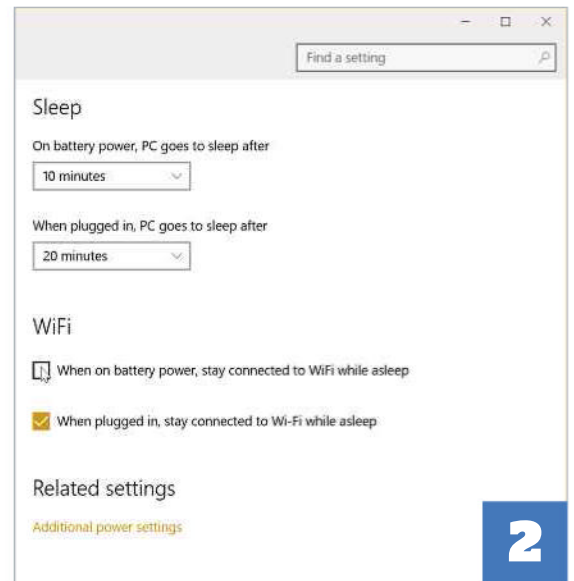 Find a setting
Sleep
On battery power, PC goes to sleep after
10 minutes
When plugged in, PC goes to sleep after
20 minutes
WiFi
When on battery power, stay connected to WiFi while asleep
When plugged in, stay connected to Wi-Fi while asleep
Related settings
Additional power settings
2